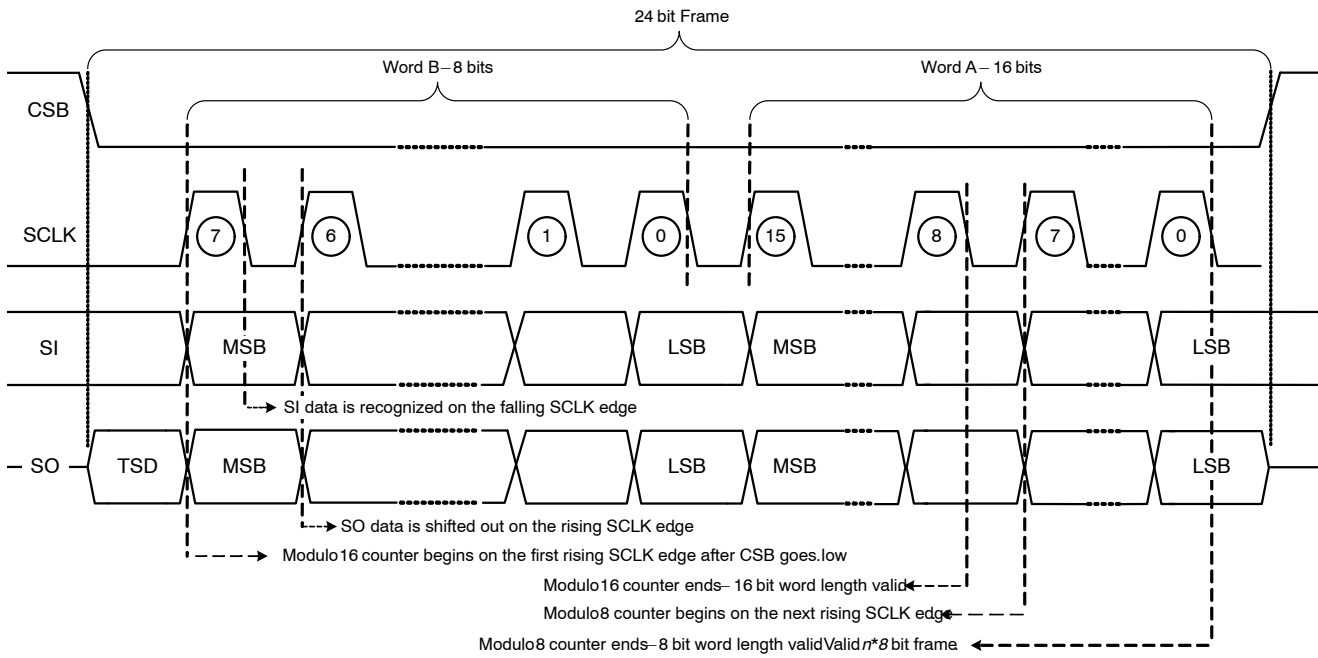 24 bit Frame
Word B–8 bits
Word A– 16 bits
CSB
SCLK
7
6
1
0
15
8
7
0
SI
MSB
LSB
MSB
LSB
SI data is recognized on the falling SCLK edge
SO
TSD
MSB
LSB
MSB
LSB
SO data is shifted out on the rising SCLK edge
Modulo16 counter begins on the first rising SCLK edge after CSB goes.low
Modulo16 counter ends– 16 bit word length valid
Modulo8 counter begins on the next rising SCLK edge
Modulo8 counter ends–8 bit word length validValid n*8 bit frame.